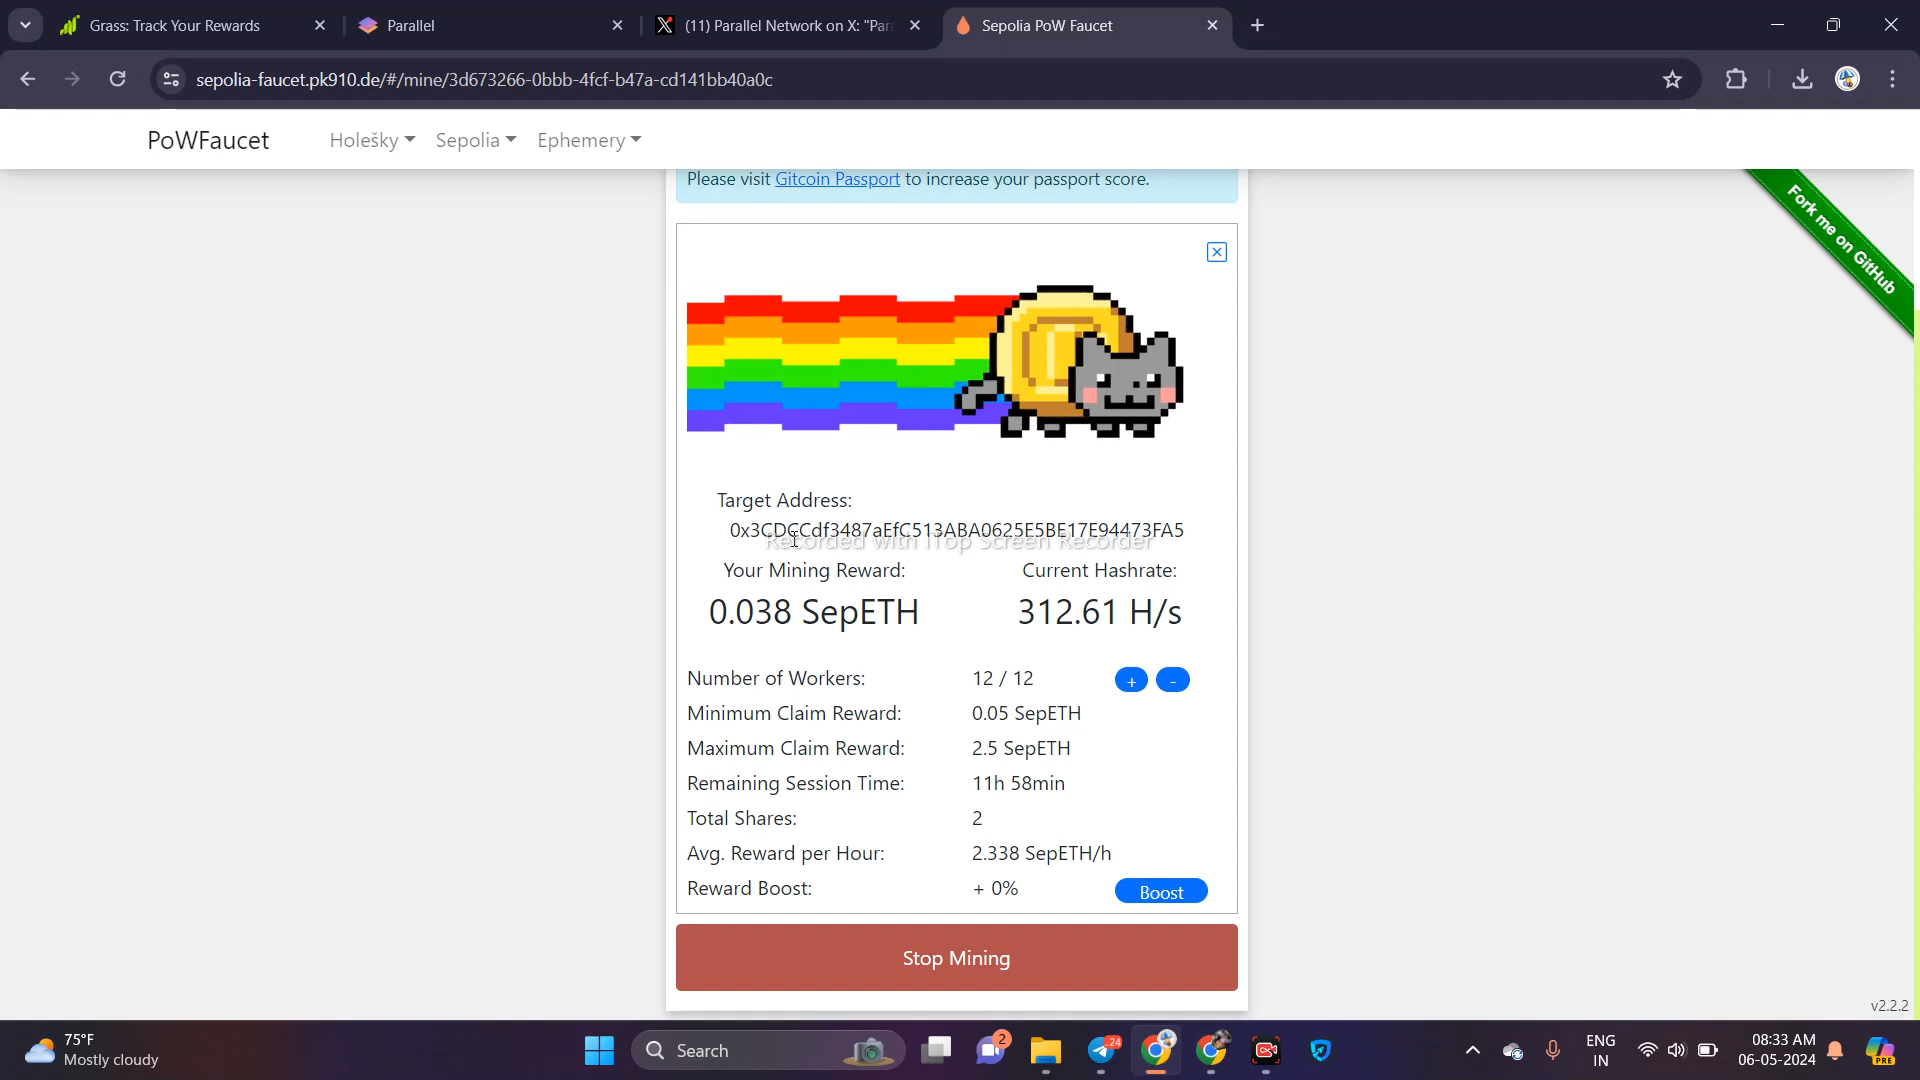 Grass: Track Your Rewards
Parallel
(11) Parallel Network on X: "Par
Sepolia PoW Faucet
sepolia-faucet.pk910.de/#/mine/3d673266-0bbb-4fcf-b47a-cd141bb40a0c
PoWFaucet
Holešky
Sepolia
Ephemery
Please visit Gitcoin Passport to increase your passport score.
Fork me on GitHub
Target Address:
0x3CDCCdf3487aEfC513ABA0625E5BE17E94473FA5
Recorded with iTop Screen Recorder
Your Mining Reward: Current Hashrate:
0.038 SepETH 312.61 H/s
Number of Workers: 12 / 12 + -
Minimum Claim Reward: 0.05 SepETH
Maximum Claim Reward: 2.5 SepETH
Remaining Session Time: 11h 58min
Total Shares: 2
Avg. Reward per Hour: 2.338 SepETH/h
Reward Boost: + 0% Boost
Stop Mining
v2.2.2
75°F
Mostly cloudy
Search
2
24
ENG
IN
08:33 AM
06-05-2024
PRE